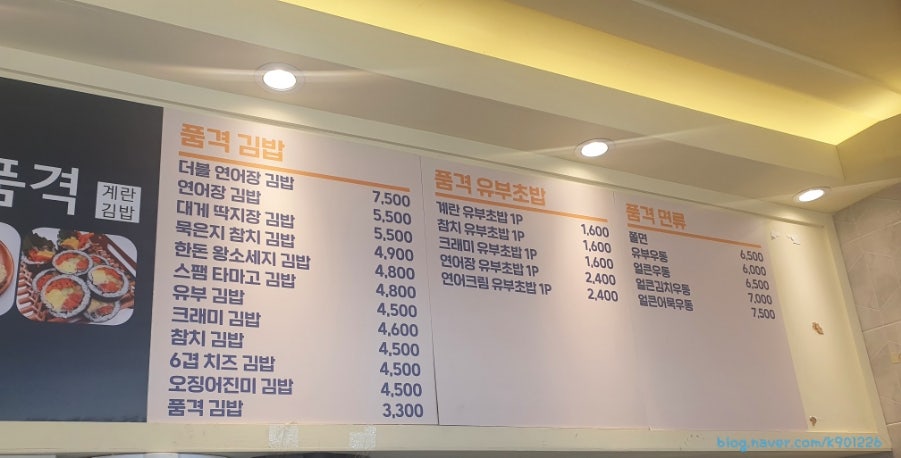 품격
계란
김밥
품격 김밥
더블 연어장 김밥 7,500
연어장 김밥 5,500
대게 딱지장 김밥 5,500
묵은지 참치 김밥 4,900
한돈 왕소세지 김밥 4,800
스팸 타마고 김밥 4,800
유부 김밥 4,500
크래미 김밥 4,600
참치 김밥 4,500
6겹 치즈 김밥 4,500
오징어진미 김밥 4,500
품격 김밥 3,300
품격 유부초밥
계란 유부초밥 1P 1,600
참치 유부초밥 1P 1,600
크래미 유부초밥 1P 1,600
연어장 유부초밥 1P 2,400
연어크림 유부초밥 1P 2,400
품격 면류
쫄면 6,500
유부우동 6,000
얼큰우동 6,500
얼큰김치우동 7,000
얼큰어묵우동 7,500
blog.naver.com/k901226